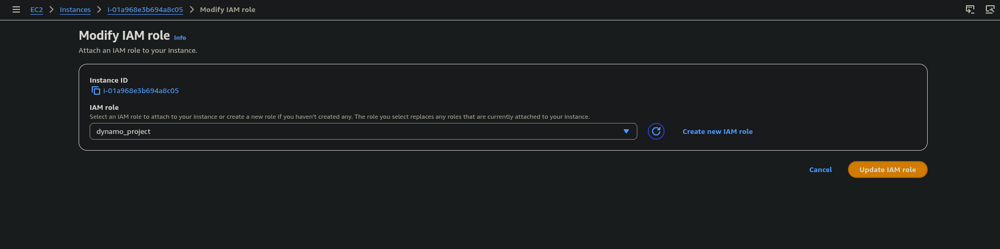 EC2 Instances i-01a968e3b694a8c05 Modify IAM role
Modify IAM role Info
Attach an IAM role to your instance.
Instance ID
i-01a968e3b694a8c05
IAM role
Select an IAM role to attach to your instance or create a new role if you haven't created any. The role you select replaces any roles that are currently attached to your instance.
dynamo_project
Create new IAM role
Cancel
Update IAM role